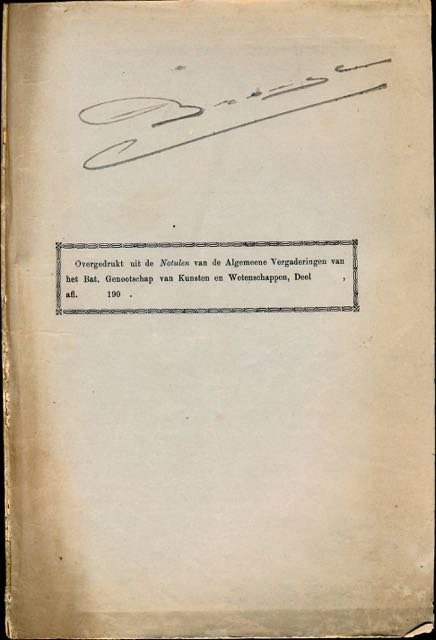 Overgedrukt uit de Notulen van de Algemeene Vergaderingen van
het Bat. Genootschap van Kunsten en Wetenschappen, Deel ,
afl. 190 .